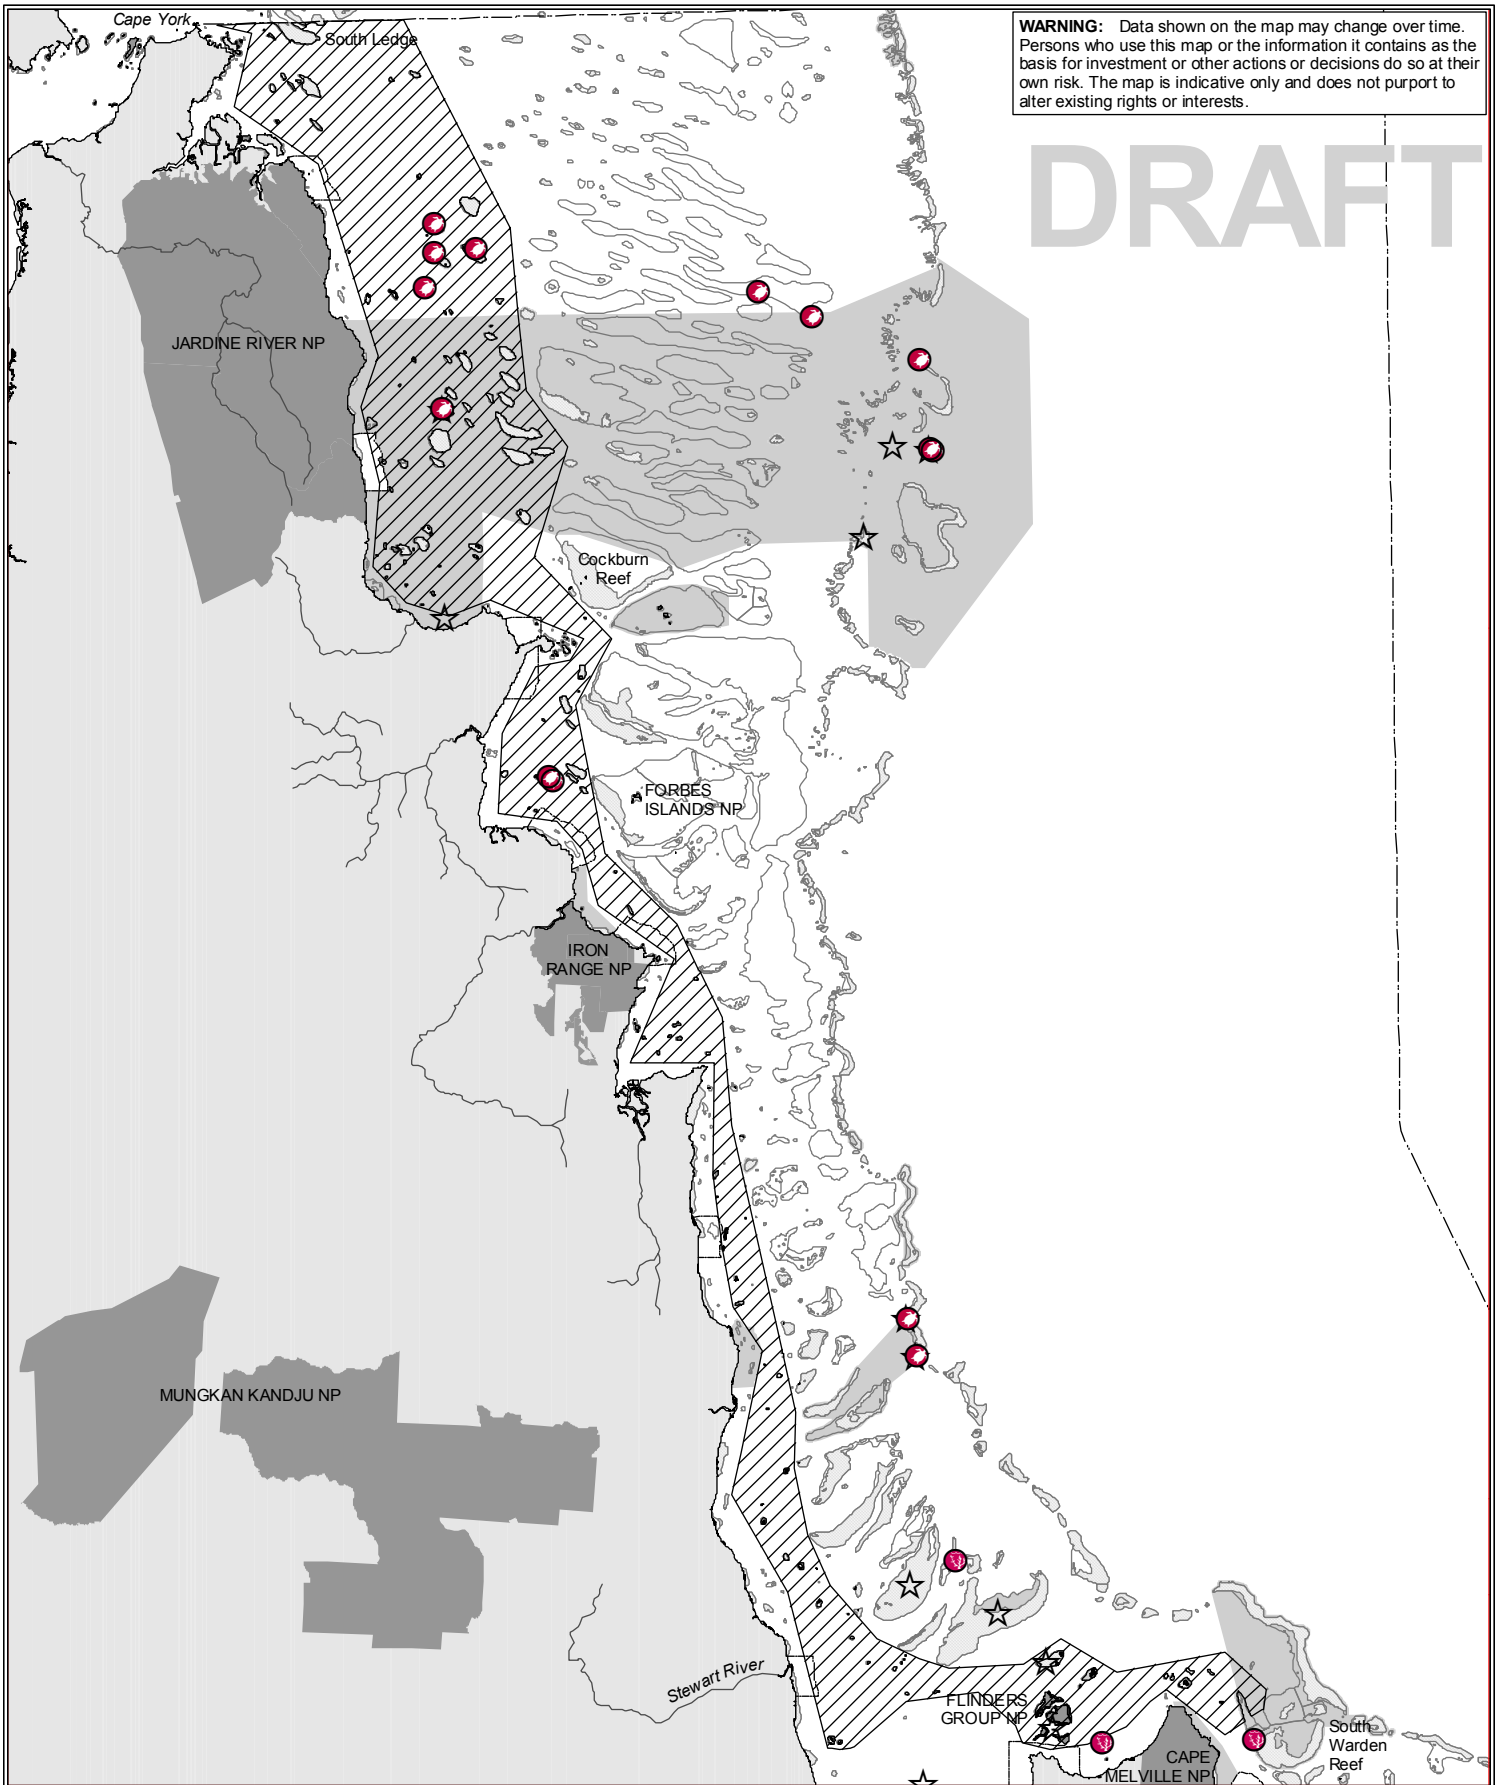 Cape York
South Ledge
WARNING: Data shown on the map may change over time.
Persons who use this map or the information it contains as the
basis for investment or other actions or decisions do so at their
own risk. The map is indicative only and does not purport to
alter existing rights or interests.
DRAFT
JARDINE RIVER NP
Cockburn
Reef
FORBES
ISLANDS NP
IRON
RANGE NP
MUNGKAN KANDJU NP
Stewart River
FLINDERS
GROUP NP
CAPE
MELVILLE NP
South
Warden
Reef